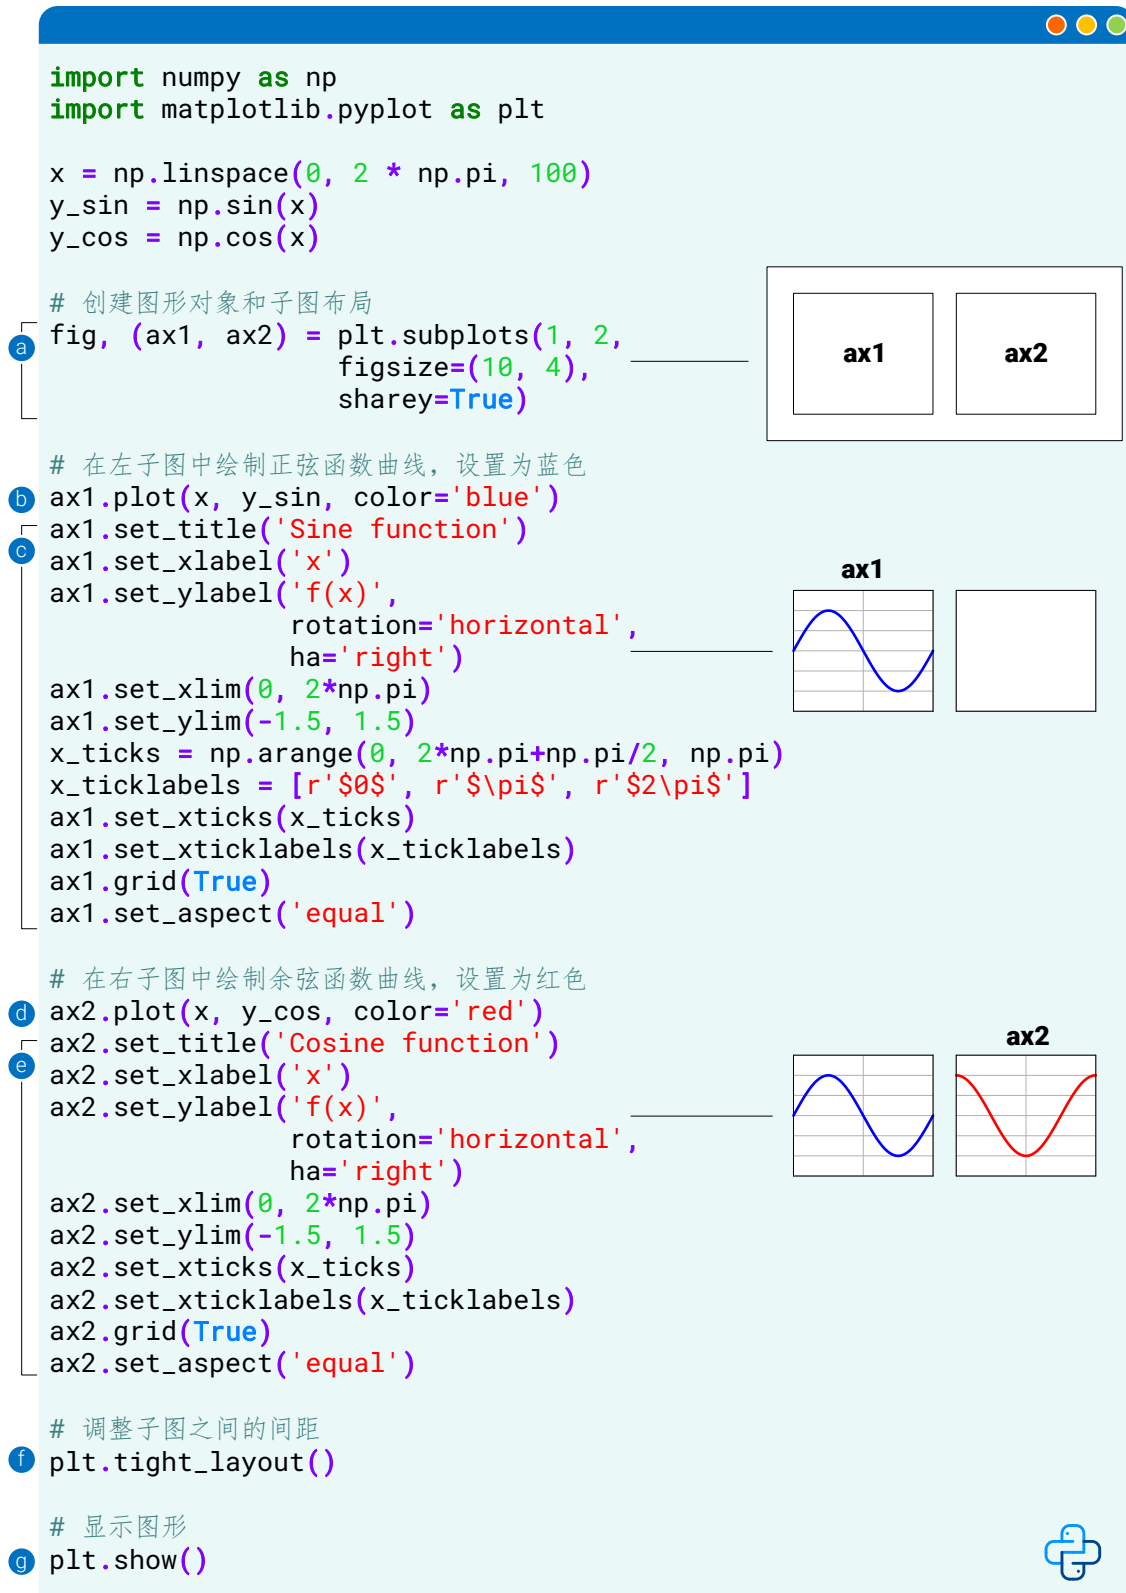 import numpy as np
import matplotlib.pyplot as plt

x = np.linspace(0, 2 * np.pi, 100)
y_sin = np.sin(x)
y_cos = np.cos(x)

# 创建图形对象和子图布局
a
fig, (ax1, ax2) = plt.subplots(1, 2,
                  figsize=(10, 4),
                  sharey=True)
ax1 ax2

# 在左子图中绘制正弦函数曲线，设置为蓝色
b
ax1.plot(x, y_sin, color='blue')
c
ax1.set_title('Sine function')
ax1.set_xlabel('x')
ax1.set_ylabel('f(x)',
               rotation='horizontal',
               ha='right')
ax1.set_xlim(0, 2*np.pi)
ax1.set_ylim(-1.5, 1.5)
x_ticks = np.arange(0, 2*np.pi+np.pi/2, np.pi)
x_ticklabels = [r'$0$', r'$\pi$', r'$2\pi$']
ax1.set_xticks(x_ticks)
ax1.set_xticklabels(x_ticklabels)
ax1.grid(True)
ax1.set_aspect('equal')
ax1

# 在右子图中绘制余弦函数曲线，设置为红色
d
ax2.plot(x, y_cos, color='red')
e
ax2.set_title('Cosine function')
ax2.set_xlabel('x')
ax2.set_ylabel('f(x)',
               rotation='horizontal',
               ha='right')
ax2.set_xlim(0, 2*np.pi)
ax2.set_ylim(-1.5, 1.5)
ax2.set_xticks(x_ticks)
ax2.set_xticklabels(x_ticklabels)
ax2.grid(True)
ax2.set_aspect('equal')
ax2

# 调整子图之间的间距
f
plt.tight_layout()

# 显示图形
g
plt.show()